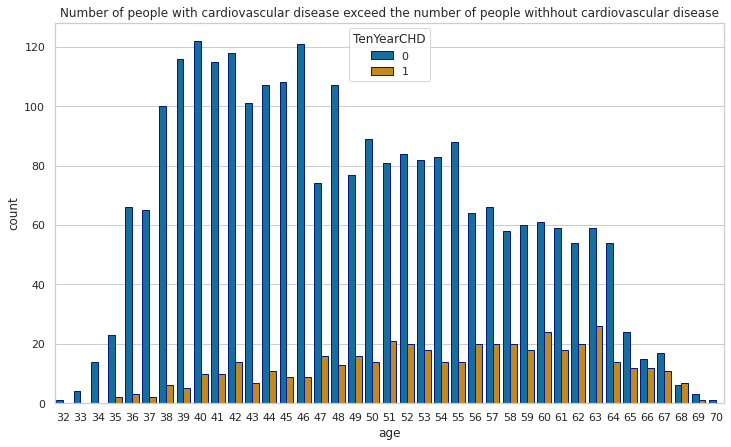 Number of people with cardiovascular disease exceed the number of people withhout cardiovascular disease
TenYearCHD
0
1
120
100
80
60
40
20
0
count
32 33 34 35 36 37 38 39 40 41 42 43 44 45 46 47 48 49 50 51 52 53 54 55 56 57 58 59 60 61 62 63 64 65 66 67 68 69 70
age